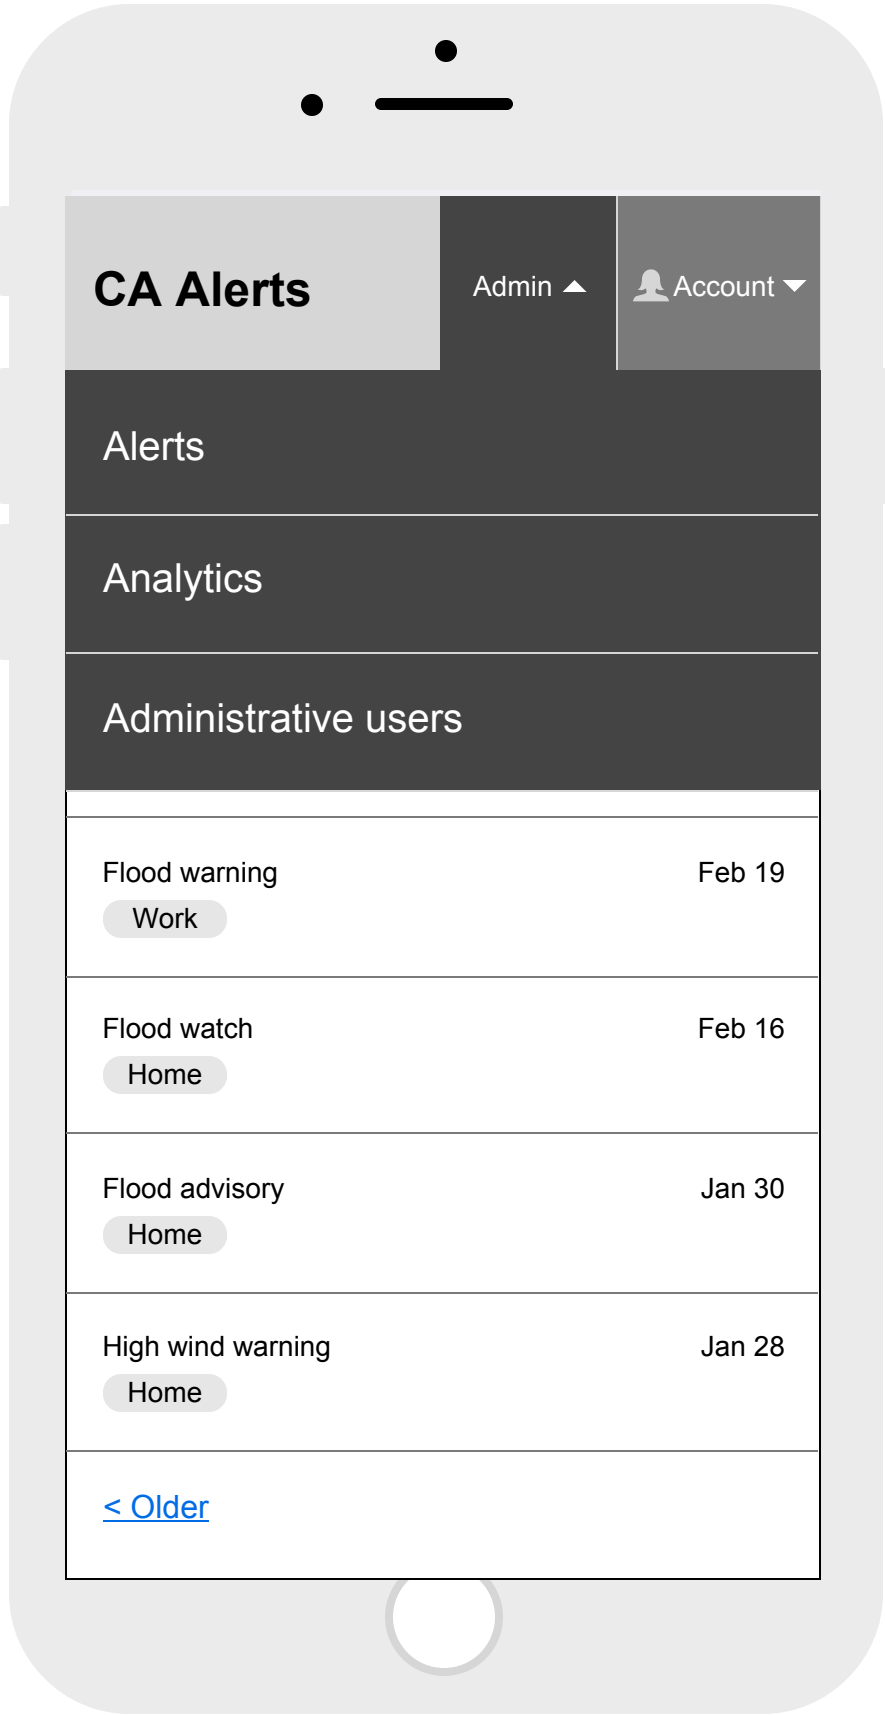 CA Alerts
Admin
Account
Alerts
Analytics
Administrative users
Flood warning Feb 19
Work
Flood watch Feb 16
Home
Flood advisory Jan 30
Home
High wind warning Jan 28
Home
< Older